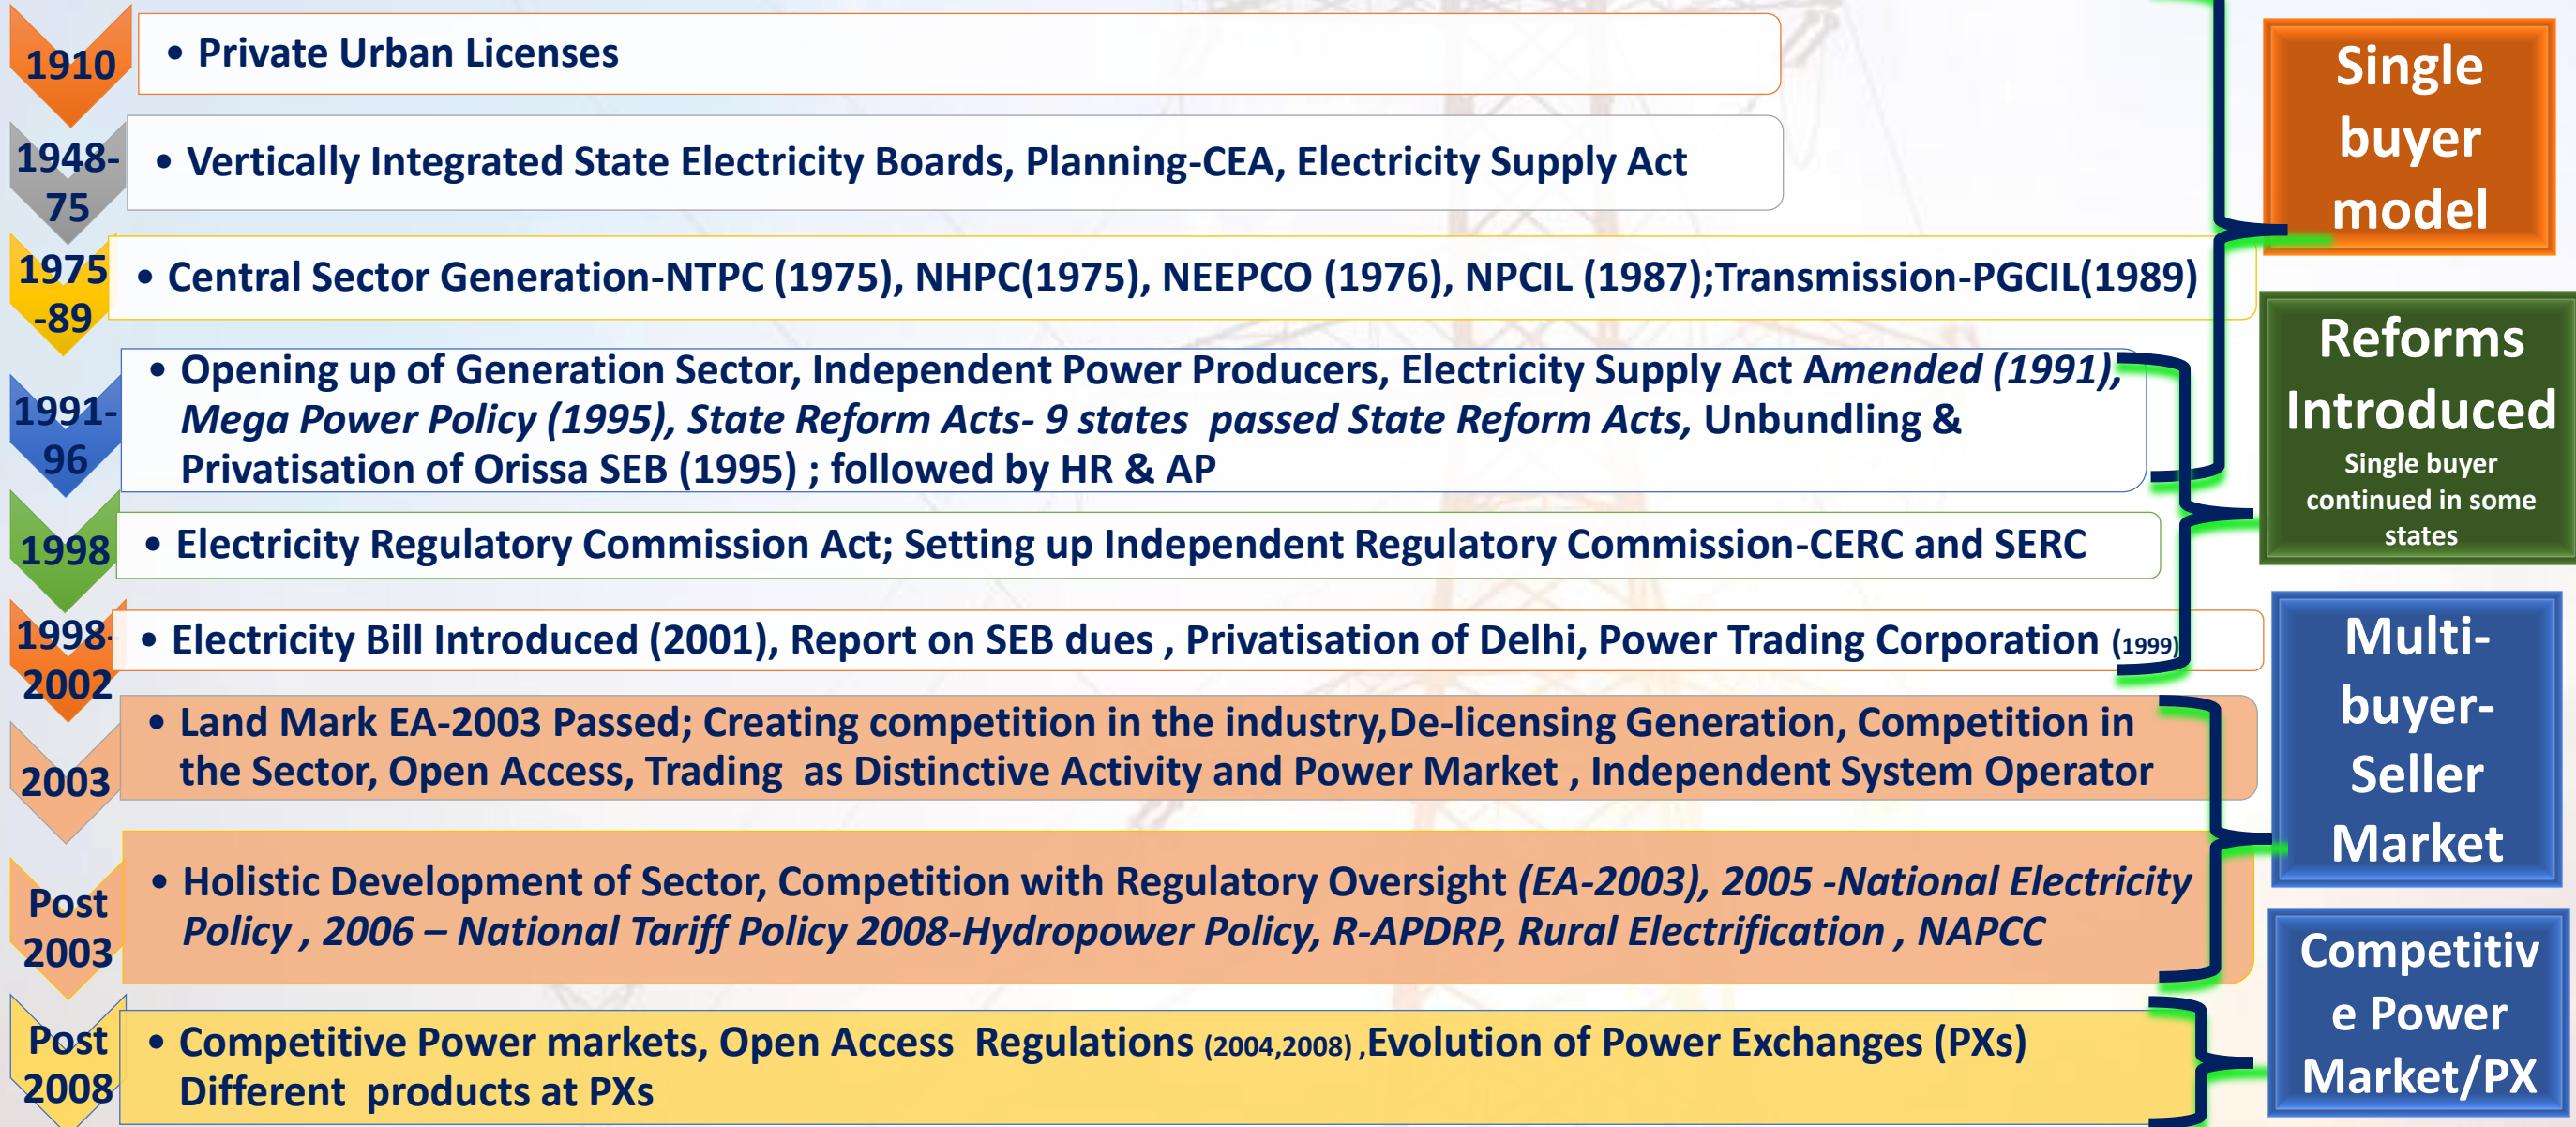 1910
• Private Urban Licenses
1948-
75
• Vertically Integrated State Electricity Boards, Planning-CEA, Electricity Supply Act
1975
-89
• Central Sector Generation-NTPC (1975), NHPC(1975), NEEPCO (1976), NPCIL (1987);Transmission-PGCIL(1989)
Single
buyer
model
1991-
96
• Opening up of Generation Sector, Independent Power Producers, Electricity Supply Act Amended (1991),
Mega Power Policy (1995), State Reform Acts- 9 states passed State Reform Acts, Unbundling &
Privatisation of Orissa SEB (1995) ; followed by HR & AP
1998
• Electricity Regulatory Commission Act; Setting up Independent Regulatory Commission-CERC and SERC
1998-
2002
• Electricity Bill Introduced (2001), Report on SEB dues , Privatisation of Delhi, Power Trading Corporation (1999)
Reforms
Introduced
Single buyer
continued in some
states
2003
• Land Mark EA-2003 Passed; Creating competition in the industry,De-licensing Generation, Competition in
the Sector, Open Access, Trading as Distinctive Activity and Power Market , Independent System Operator
Post
2003
• Holistic Development of Sector, Competition with Regulatory Oversight (EA-2003), 2005 -National Electricity
Policy , 2006 – National Tariff Policy 2008-Hydropower Policy, R-APDRP, Rural Electrification , NAPCC
Multi-
buyer-
Seller
Market
Post
2008
• Competitive Power markets, Open Access Regulations (2004,2008) ,Evolution of Power Exchanges (PXs)
Different products at PXs
Competitiv
e Power
Market/PX